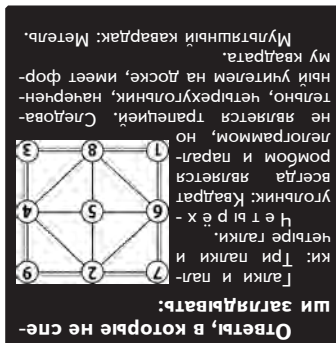 Ответы, в которые не спе-
ши заглядывать:
Галки и пал-
ки: Три палки и
четыре галки.
Четырёх-
угольник: Квадрат
всегда является
ромбом и парал-
лелограммом, но
не является трапецией. Следова-
тельно, четырехугольник, начерчен-
ный учителем на доске, имеет фор-
му квадрата.
Мультяшный кавардак: Метель.
7 2 9
6 5 4
1 8 3